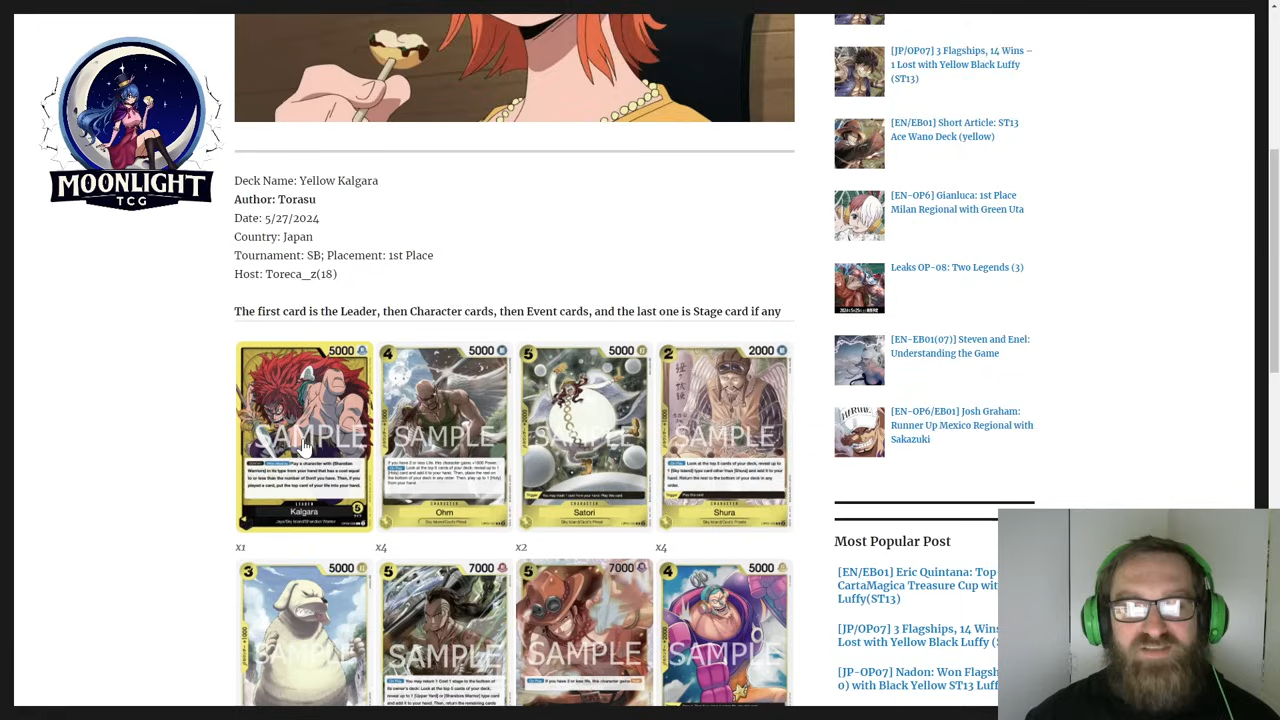 MOONLIGHT
TCG
Deck Name: Yellow Kalgara
Author: Torasu
Date: 5/27/2024
Country: Japan
Tournament: SB; Placement: 1st Place
Host: Toreca_z(18)
The first card is the Leader, then Character cards, then Event cards, and the last one is Stage card if any
5000
SAMPLE
LEADER
Kalgara
5
x1
4
5000
SAMPLE
CHARACTER
Ohm
x4
5
5000
SAMPLE
CHARACTER
Satori
x2
2
2000
SAMPLE
CHARACTER
Shura
x4
3
5000
SAMPLE
5
7000
SAMPLE
5
7000
SAMPLE
4
5000
SAMPLE
[JP/OP07] 3 Flagships, 14 Wins –
1 Lost with Yellow Black Luffy
(ST13)
[EN/EB01] Short Article: ST13
Ace Wano Deck (yellow)
[EN-OP6] Gianluca: 1st Place
Milan Regional with Green Uta
Leaks OP-08: Two Legends (3)
[EN-EB01(07)] Steven and Enel:
Understanding the Game
[EN-OP6/EB01] Josh Graham:
Runner Up Mexico Regional with
Sakazuki
Most Popular Post
[EN/EB01] Eric Quintana: Top
CartaMagica Treasure Cup wit
Luffy(ST13)
[JP/OP07] 3 Flagships, 14 Wins
Lost with Yellow Black Luffy (
[JP-OP07] Nadon: Won Flagsh
0) with Black Yellow ST13 Luff